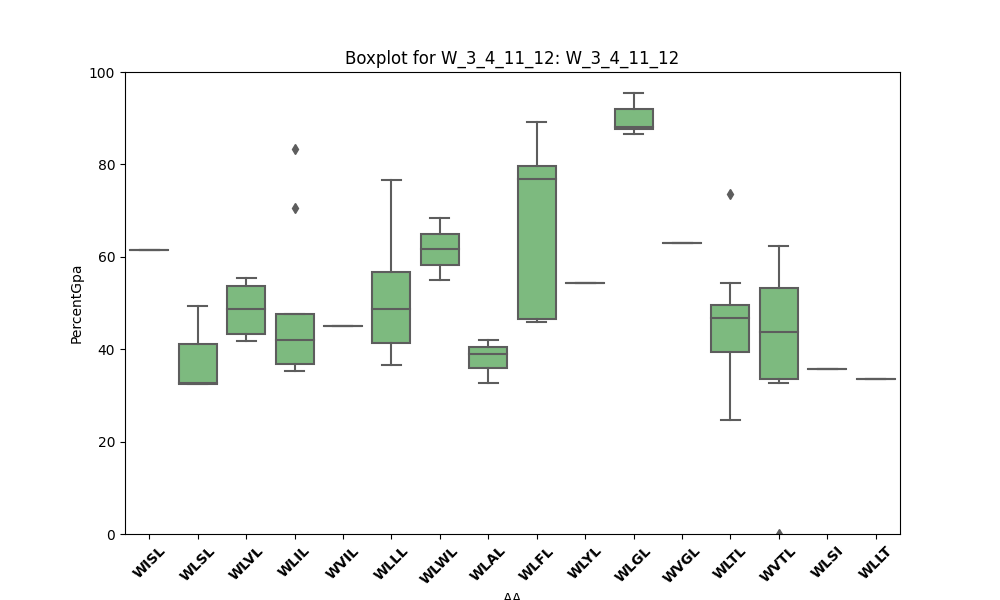 Boxplot for W_3_4_11_12: W_3_4_11_12
100
80
60
40
20
0
PercentGpa
WISL
WLSL
WLVL
WLIL
WVIL
WLLL
WLWL
WLAL
WLFL
WLYL
WLGL
WVGL
WLTL
WVTL
WLSI
WLLT
AA